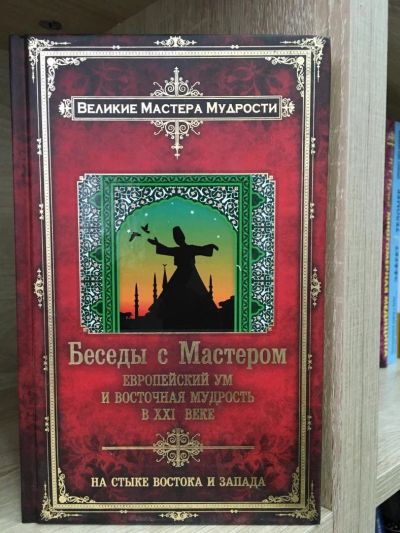 Великие Мастера Мудрости
Беседы с Мастером
ЕВРОПЕЙСКИЙ УМ
И ВОСТОЧНАЯ МУДРОСТЬ
В XXI ВЕКЕ
НА СТЫКЕ ВОСТОКА И ЗАПАДА